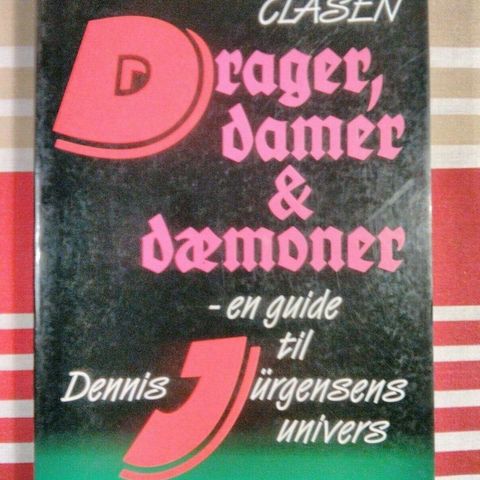 CLASEN
Drager,
damer
&
dæmoner
- en guide
til
Dennis Jürgensens
univers